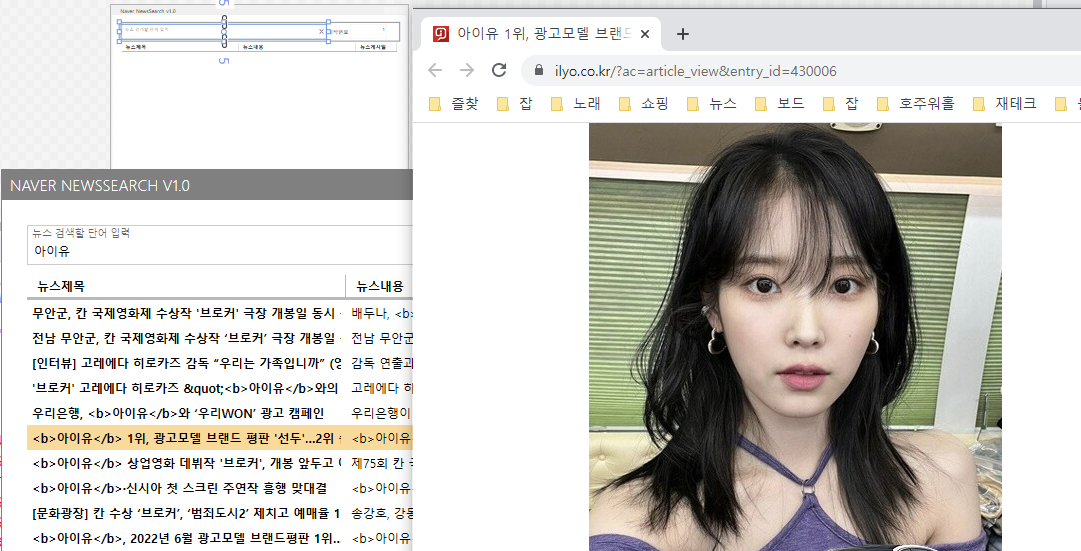 Naver NewsSearch v1.0
뉴스 검색할 단어 입력
뉴스제목 뉴스내용 뉴스게시일
5
5
아이유 1위, 광고모델 브랜드
ilyo.co.kr/?ac=article_view&entry_id=430006
즐찾 잡 노래 쇼핑 뉴스 보드 잡 호주워홀 재테크
NAVER NEWSSEARCH V1.0
뉴스 검색할 단어 입력
아이유
뉴스제목 뉴스내용
무안군, 칸 국제영화제 수상작 '브로커' 극장 개봉일 동시 배두나, <b>
전남 무안군, 칸 국제영화제 수상작 ‘브로커’ 극장 개봉일 전남 무안군
[인터뷰] 고레에다 히로카즈 감독 “우리는 가족입니까” 감독 연출과
'브로커' 고레에다 히로카즈 &quot;<b>아이유</b>와의 고레에다 히
우리은행, <b>아이유</b>와 ‘우리WON’ 광고 캠페인 우리은행이
<b>아이유</b> 1위, 광고모델 브랜드 평판 '선두'...2위 <b>아이유
<b>아이유</b> 상업영화 데뷔작 '브로커', 개봉 앞두고 제75회 칸
<b>아이유</b>·신시아 첫 스크린 주연작 흥행 맞대결 <b>아이유
[문화광장] 칸 수상 ‘브로커’, ‘범죄도시2’ 제치고 예매율 1 송강호, 강동
<b>아이유</b>, 2022년 6월 광고모델 브랜드평판 1위.. <b>아이유